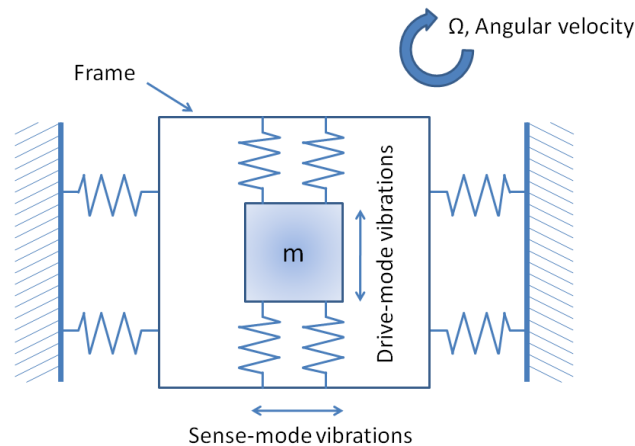 Ω, Angular velocity
Frame
Drive-mode vibrations
m
Sense-mode vibrations